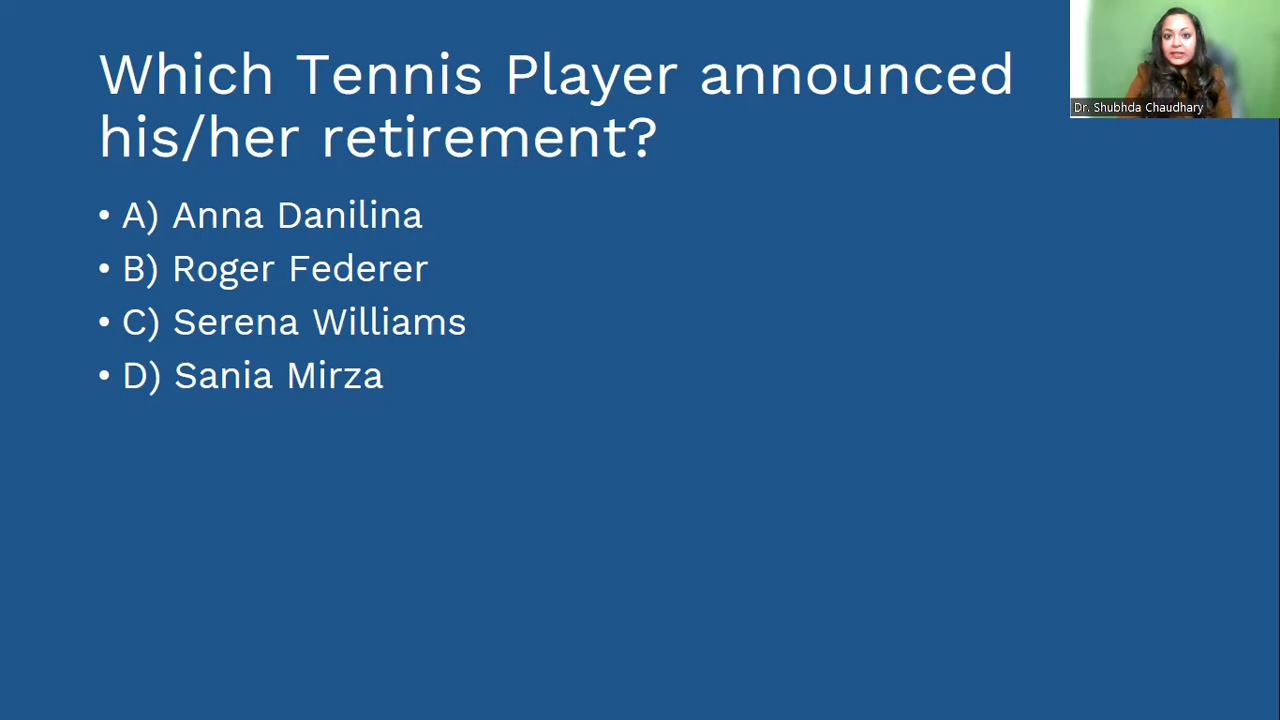 Which Tennis Player announced
his/her retirement?
• A) Anna Danilina
• B) Roger Federer
• C) Serena Williams
• D) Sania Mirza
Dr. Shubhda Chaudhary